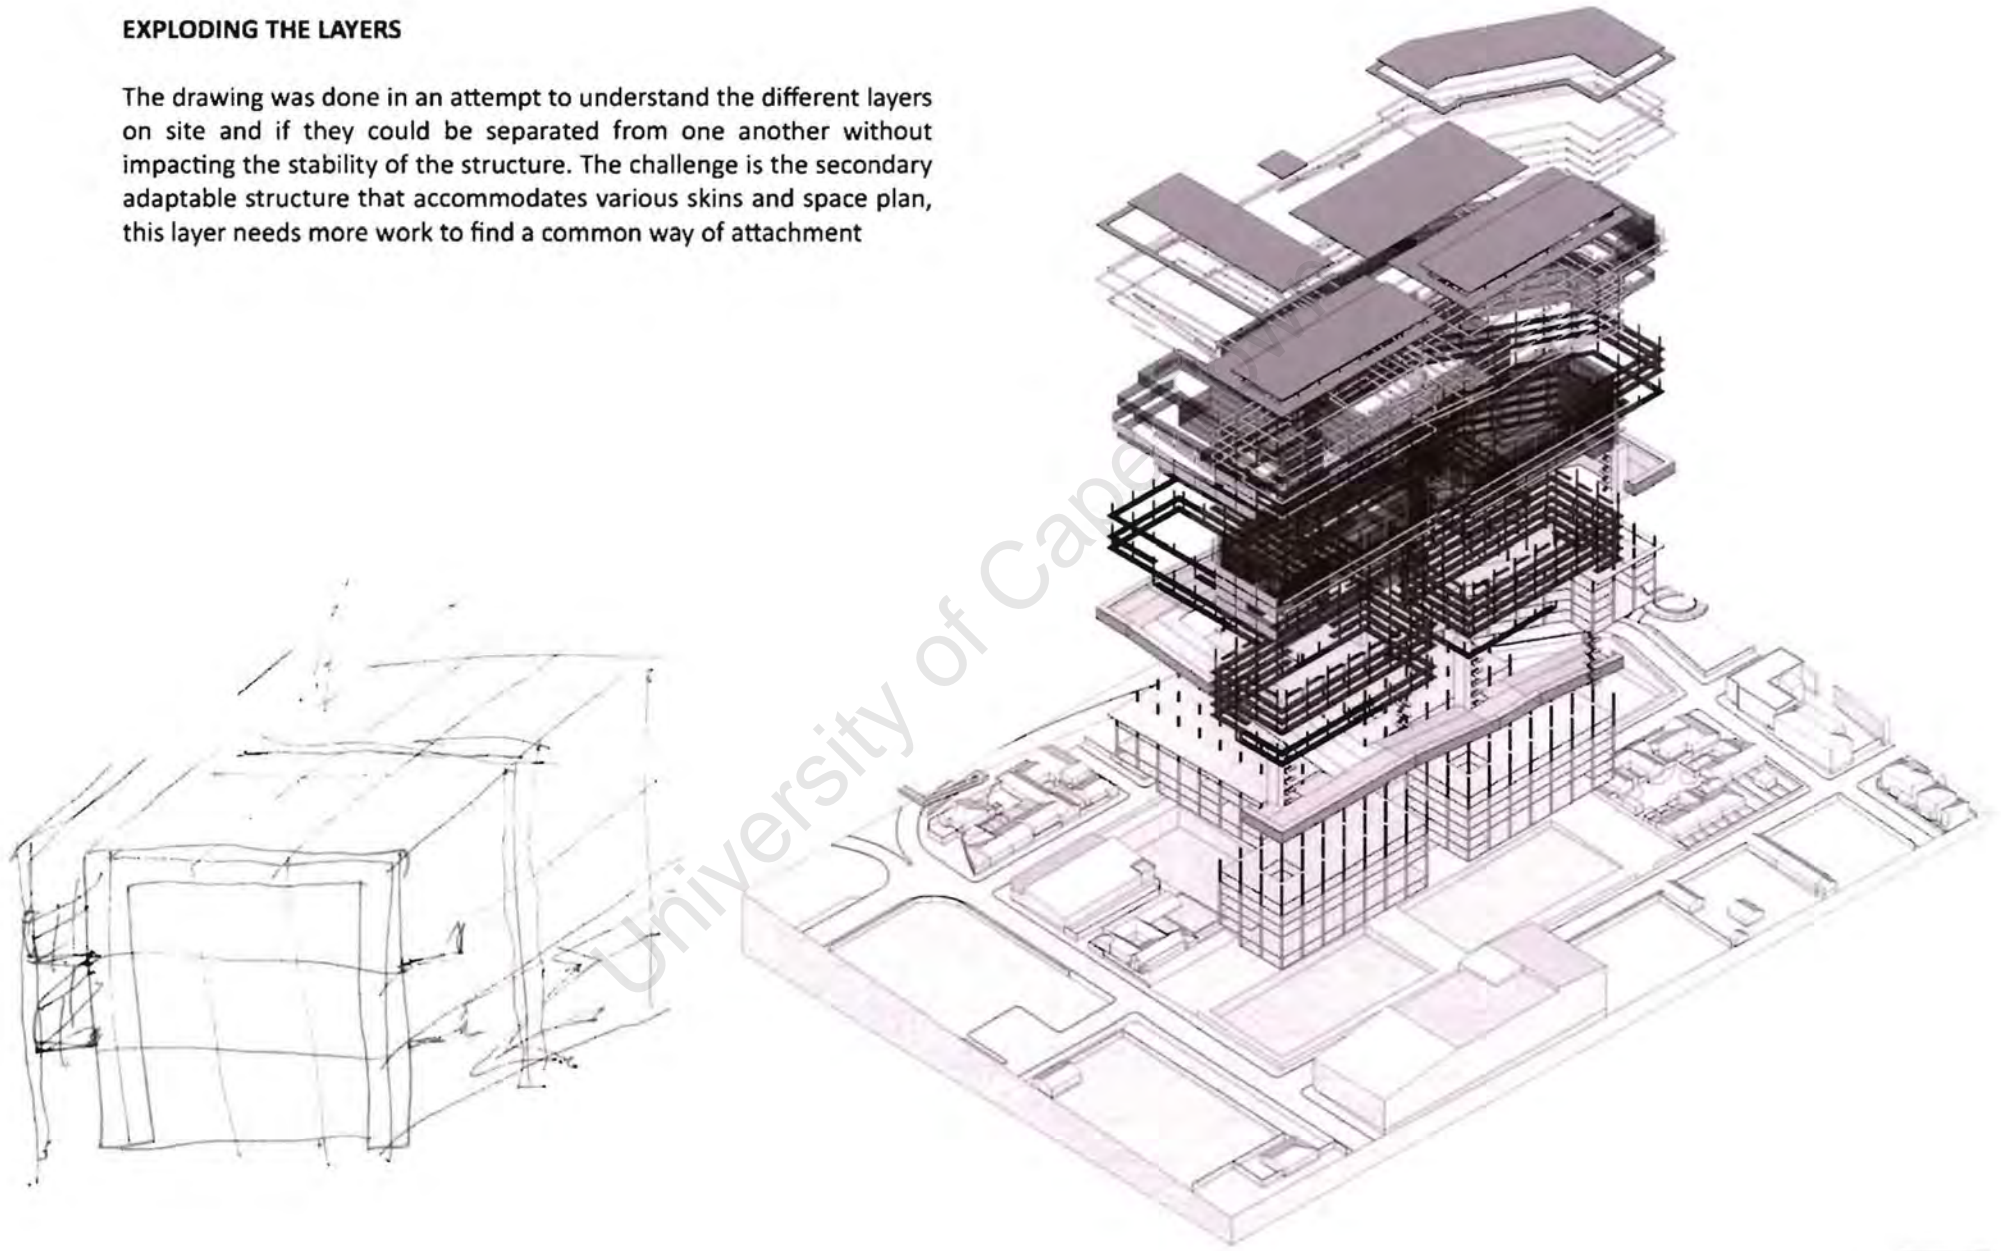 EXPLODING THE LAYERS
The drawing was done in an attempt to understand the different layers
on site and if they could be separated from one another without
impacting the stability of the structure. The challenge is the secondary
adaptable structure that accommodates various skins and space plan,
this layer needs more work to find a common way of attachment
University of Cape Town